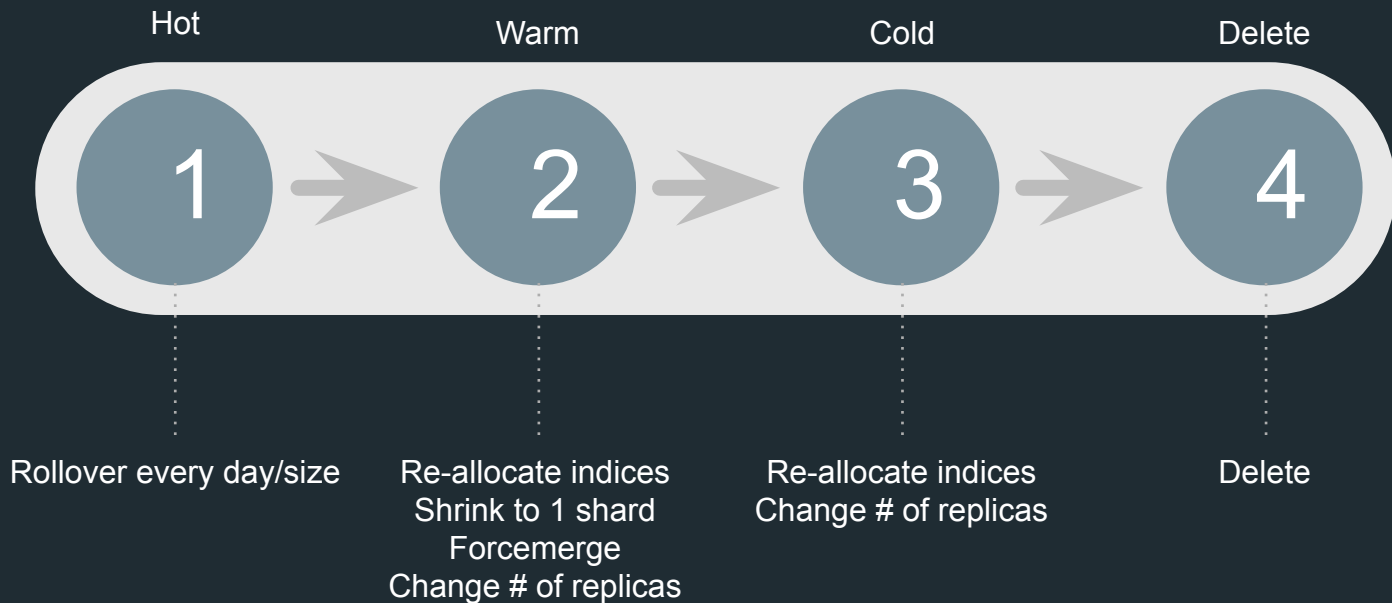 Hot
Warm
Cold
Delete
1
2
3
4
Rollover every day/size
Re-allocate indices
Shrink to 1 shard
Forcemerge
Change # of replicas
Re-allocate indices
Change # of replicas
Delete